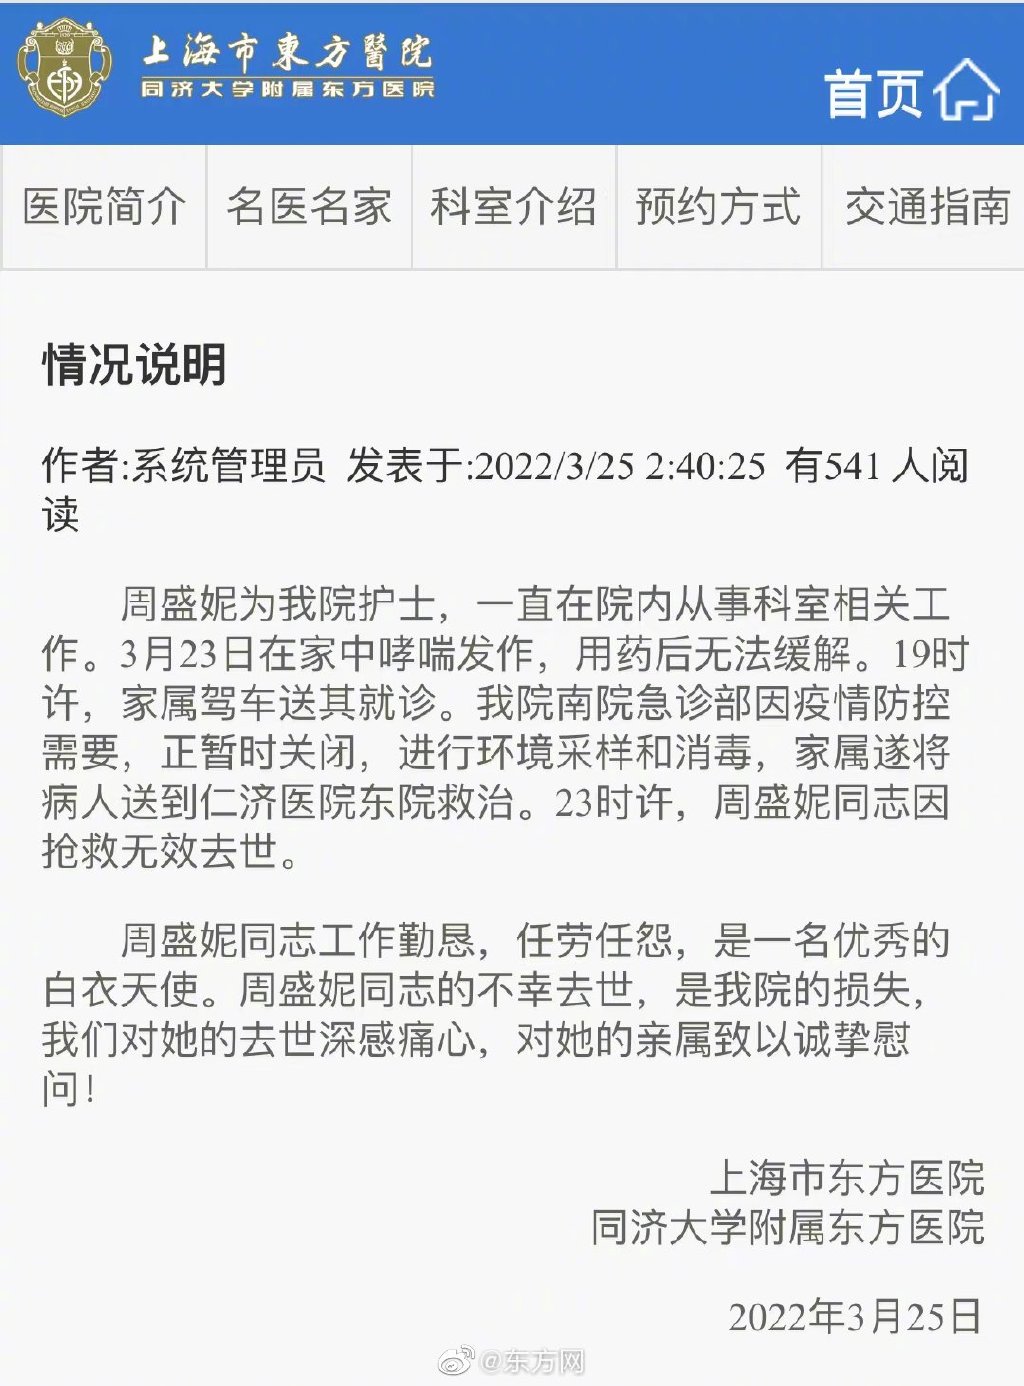 上海市東方醫院
同济大学附属东方医院
首页
医院简介 名医名家 科室介绍 预约方式 交通指南
情况说明
作者:系统管理员 发表于:2022/3/25 2:40:25 有541 人阅
读
周盛妮为我院护士，一直在院内从事科室相关工
作。3月23日在家中哮喘发作，用药后无法缓解。19时
许，家属驾车送其就诊。我院南院急诊部因疫情防控
需要，正暂时关闭，进行环境采样和消毒，家属遂将
病人送到仁济医院东院救治。23时许，周盛妮同志因
抢救无效去世。
周盛妮同志工作勤恳，任劳任怨，是一名优秀的
白衣天使。周盛妮同志的不幸去世，是我院的损失，
我们对她的去世深感痛心，对她的亲属致以诚挚慰
问！
上海市东方医院
同济大学附属东方医院
2022年3月25日
@东方网